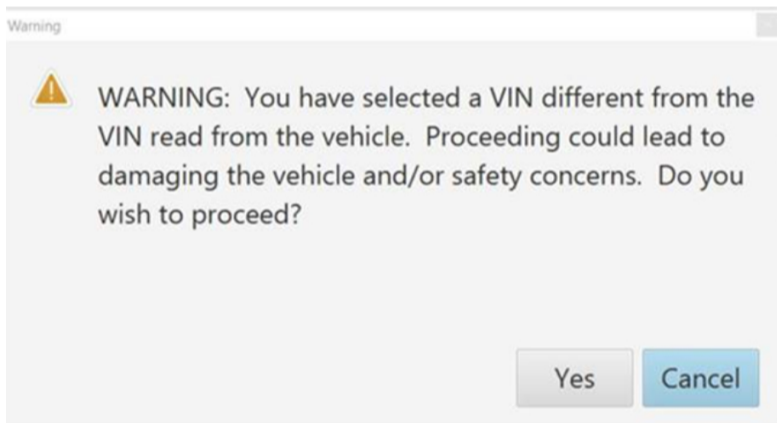 Warning
WARNING:  You have selected a VIN different from the
VIN read from the vehicle.  Proceeding could lead to
damaging the vehicle and/or safety concerns.  Do you
wish to proceed?
Yes
Cancel